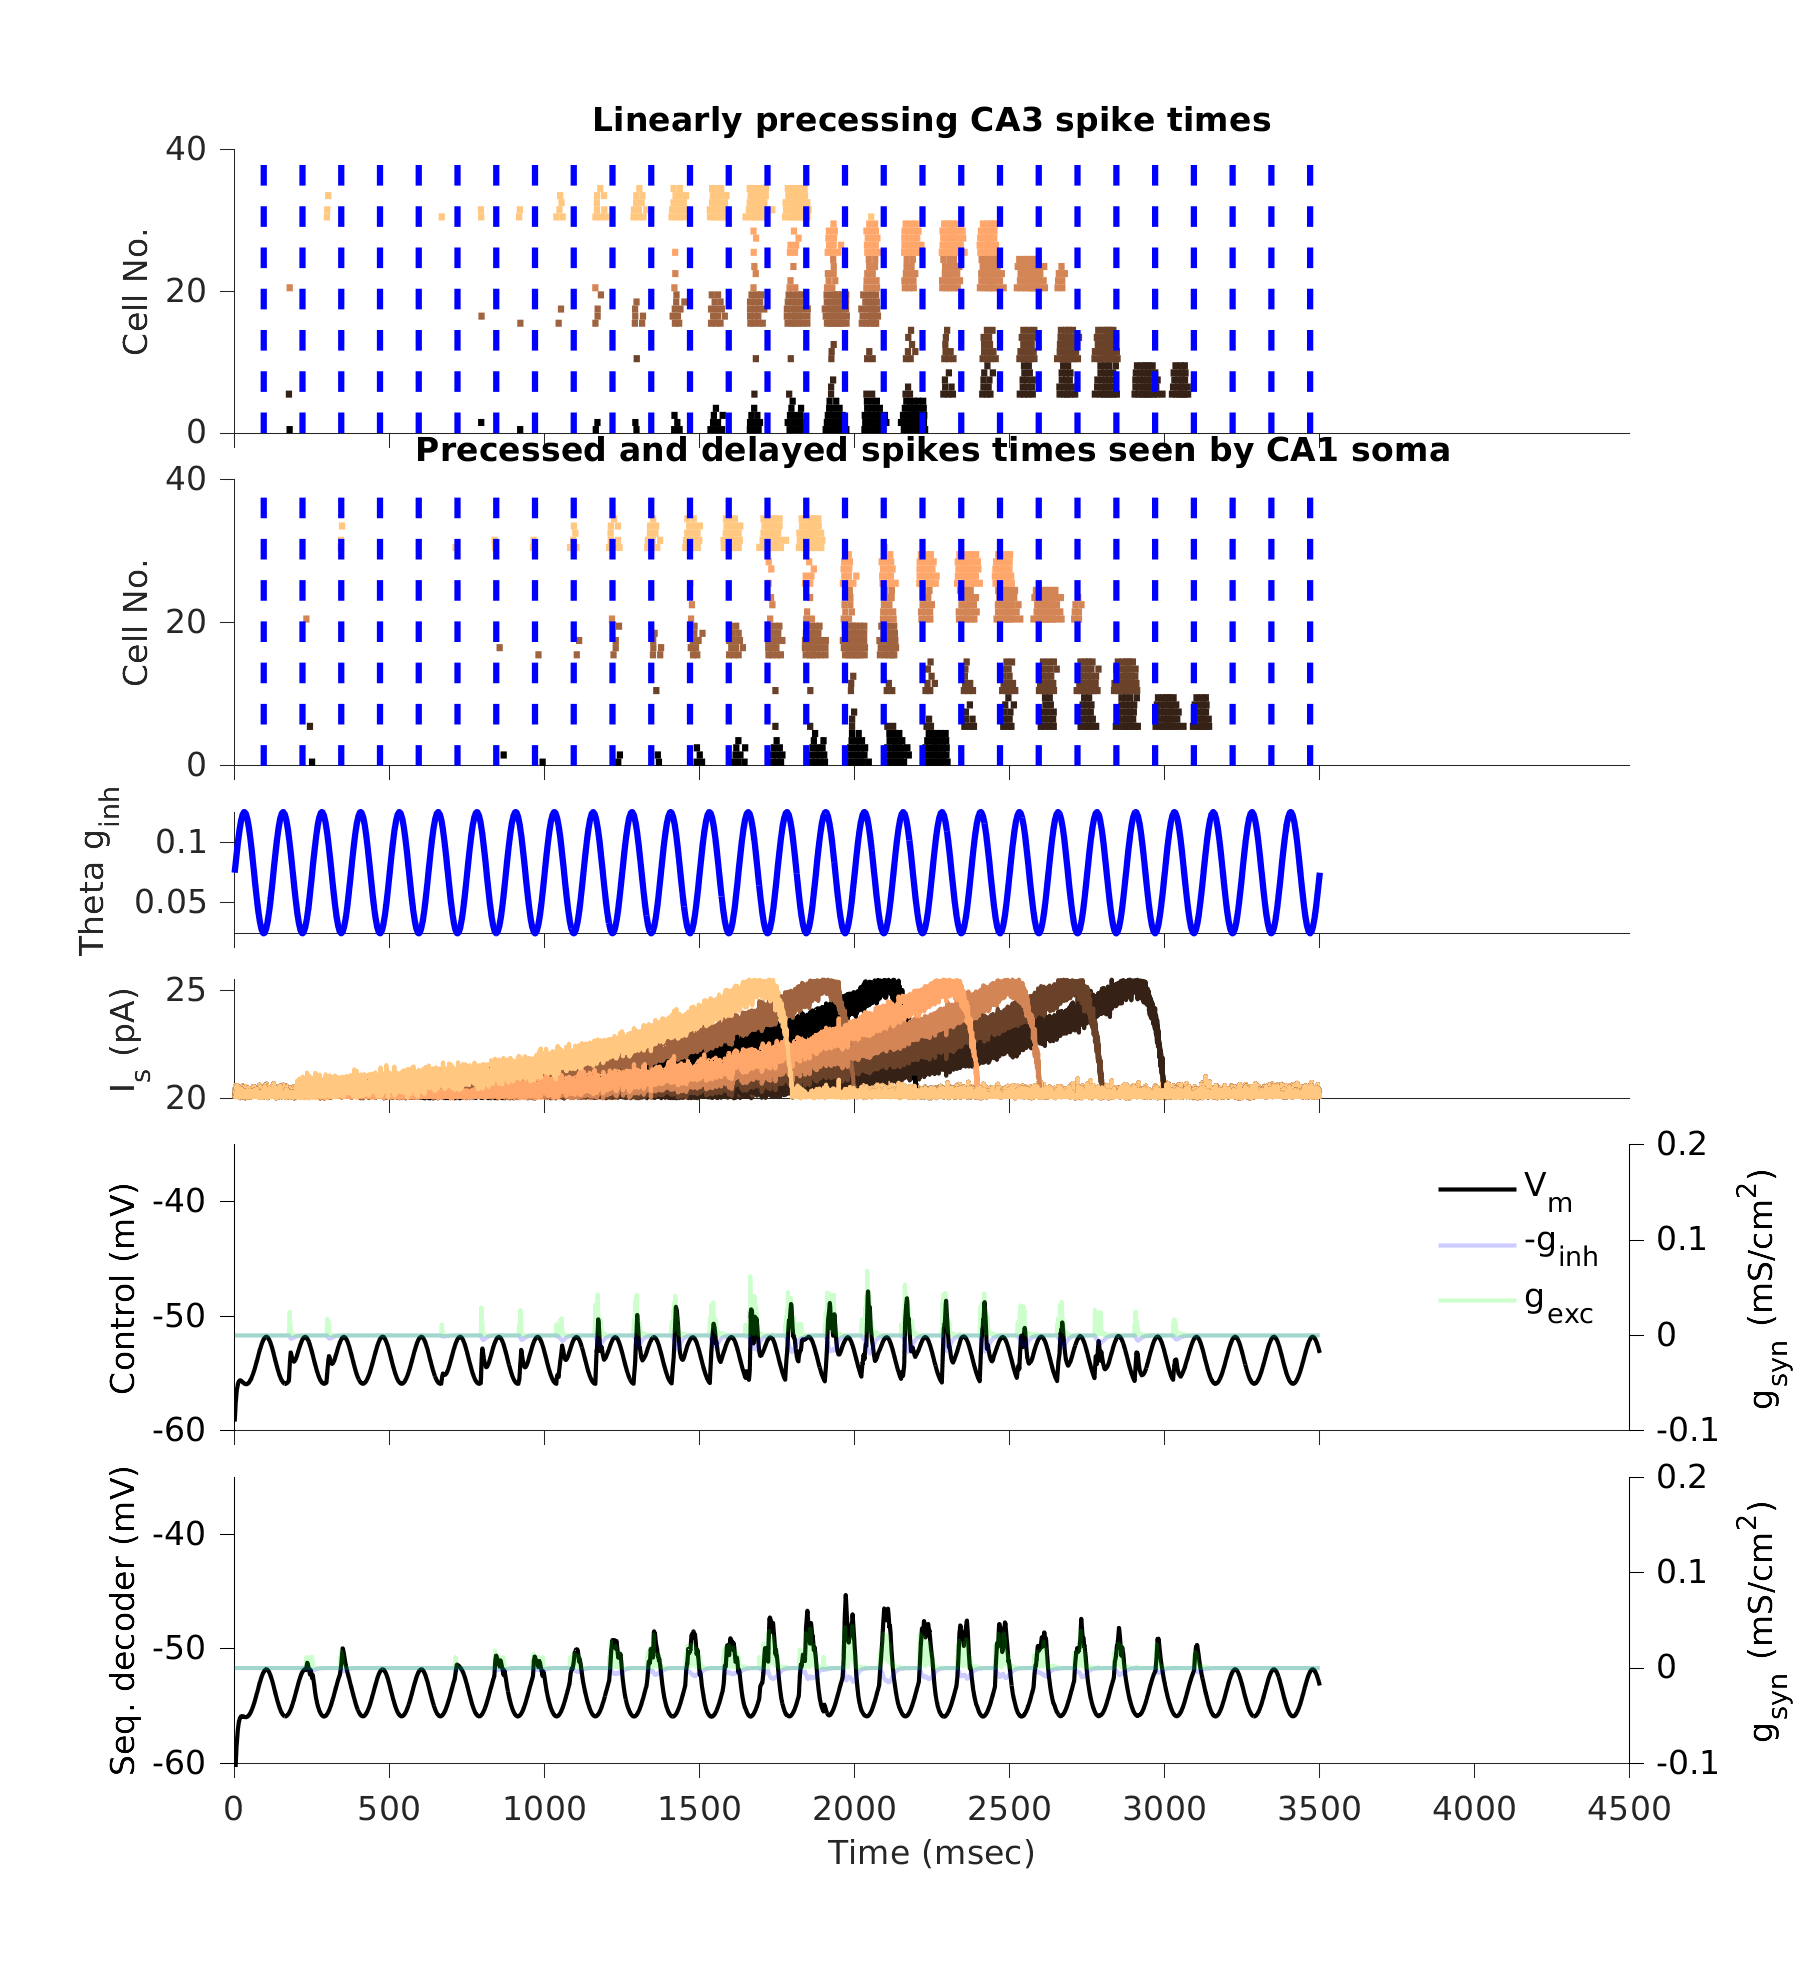 Linearly precessing CA3 spike times
40
20
0
Cell No.
Precessed and delayed spikes times seen by CA1 soma
40
20
0
Cell No.
0.1
0.05
Theta g_inh
25
20
I_s (pA)
-40
-50
-60
Control (mV)
V_m
-g_inh
g_exc
0.2
0.1
0
-0.1
g_syn (mS/cm^2)
-40
-50
-60
Seq. decoder (mV)
0.2
0.1
0
-0.1
g_syn (mS/cm^2)
0 500 1000 1500 2000 2500 3000 3500 4000 4500
Time (msec)